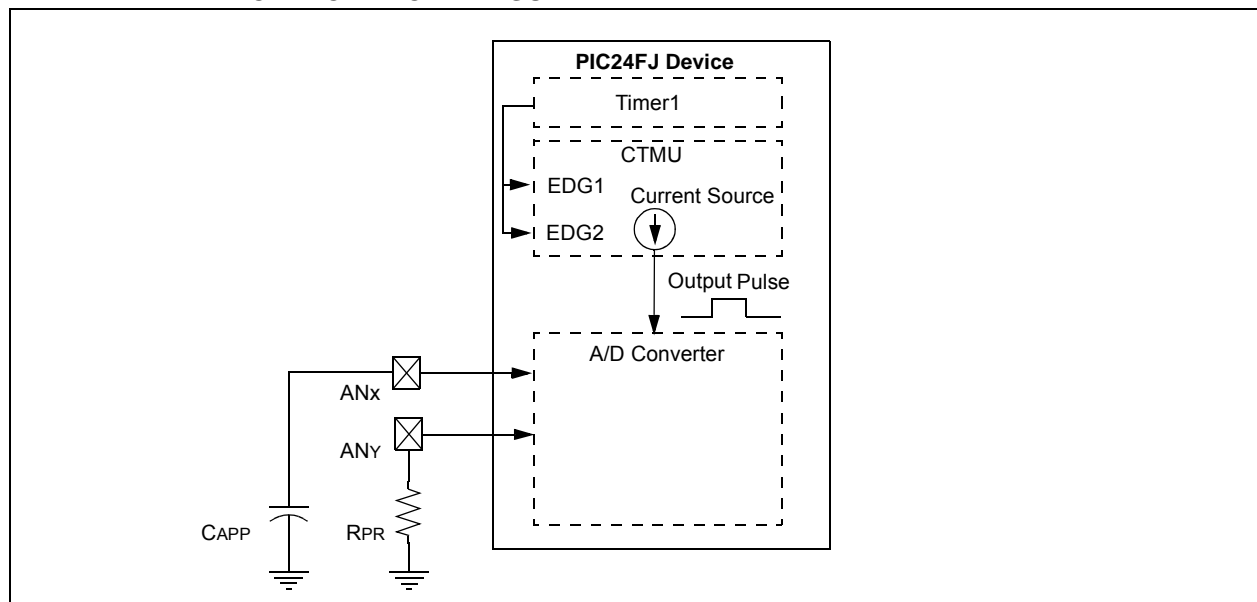 PIC24FJ Device
Timer1
CTMU
EDG1
Current Source
EDG2
Output Pulse
A/D Converter
ANX
ANY
CAPP
RPR